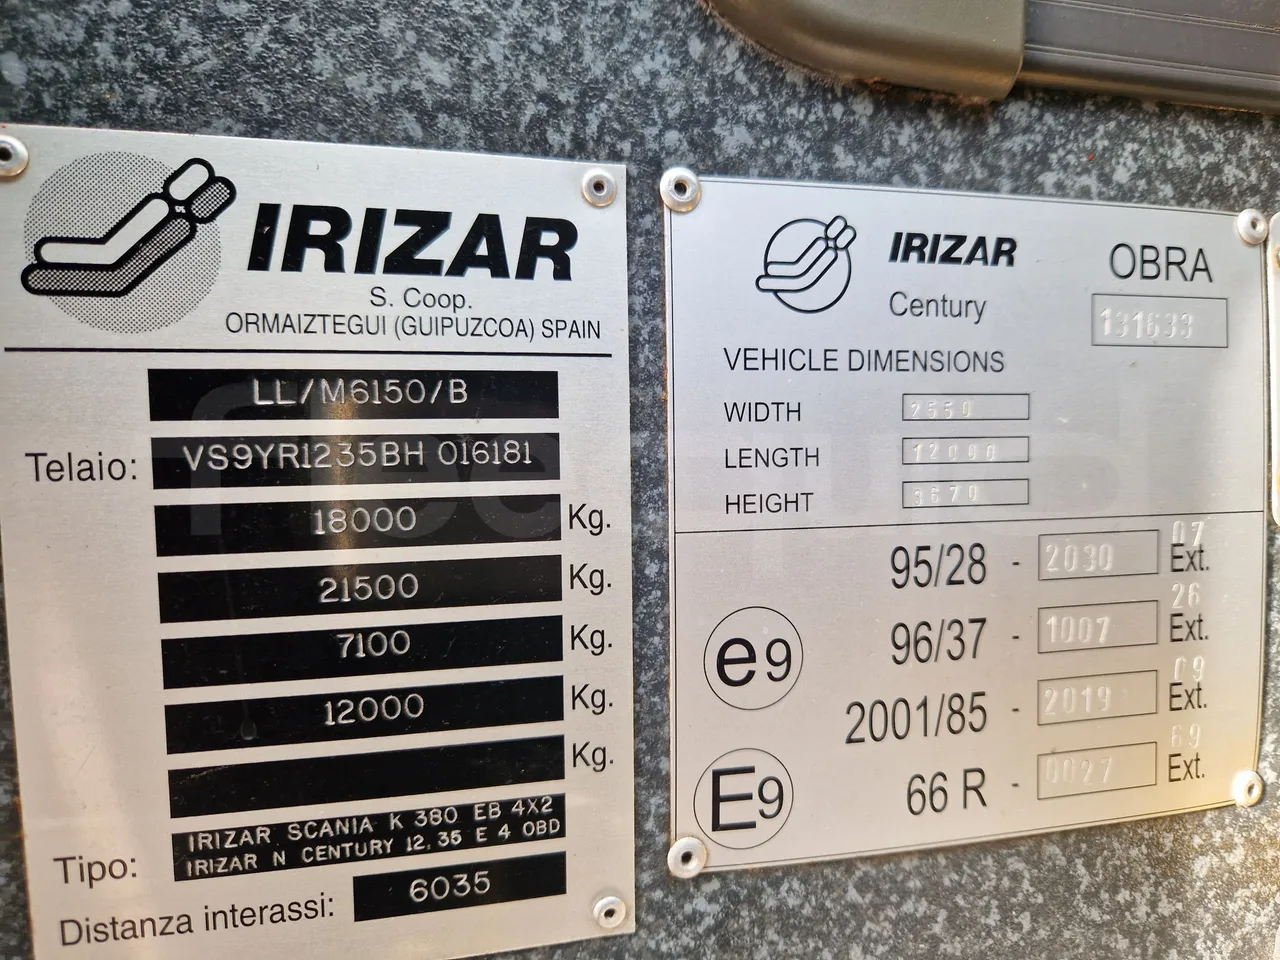 IRIZAR
S. Coop.
ORMAIZTEGUI (GUIPUZCOA) SPAIN
LL/M6150/B
Telaio: VS9YR1235BH 016181
18000 Kg.
21500 Kg.
7100 Kg.
12000 Kg.
Kg.
Tipo: IRIZAR SCANIA K 380 EB 4X2
IRIZAR N CENTURY 12.35 E 4 OBD
Distanza interassi: 6035
IRIZAR
Century
OBRA
131633
VEHICLE DIMENSIONS
WIDTH 2550
LENGTH 12000
HEIGHT 3670
95/28 - 2030 07 Ext.
e9
96/37 - 1007 26 Ext.
2001/85 - 2019 09 Ext.
E9
66 R - 0027 69 Ext.